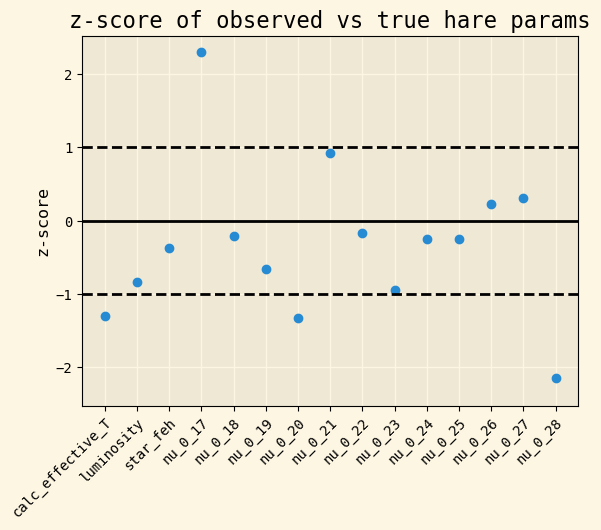 z-score of observed vs true hare params
z-score
2
1
0
−1
−2
calc_effective_T
luminosity
star_feh
nu_0_17
nu_0_18
nu_0_19
nu_0_20
nu_0_21
nu_0_22
nu_0_23
nu_0_24
nu_0_25
nu_0_26
nu_0_27
nu_0_28